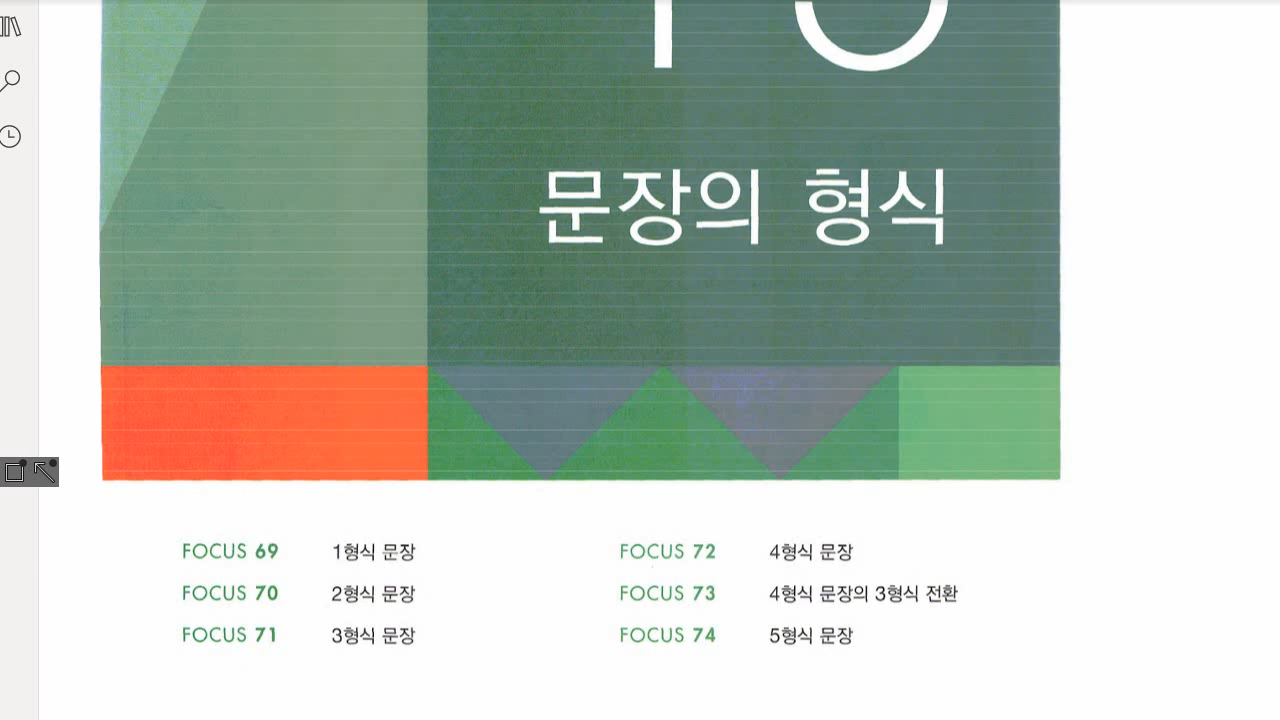 문장의 형식
FOCUS 69 1형식 문장
FOCUS 70 2형식 문장
FOCUS 71 3형식 문장
FOCUS 72 4형식 문장
FOCUS 73 4형식 문장의 3형식 전환
FOCUS 74 5형식 문장